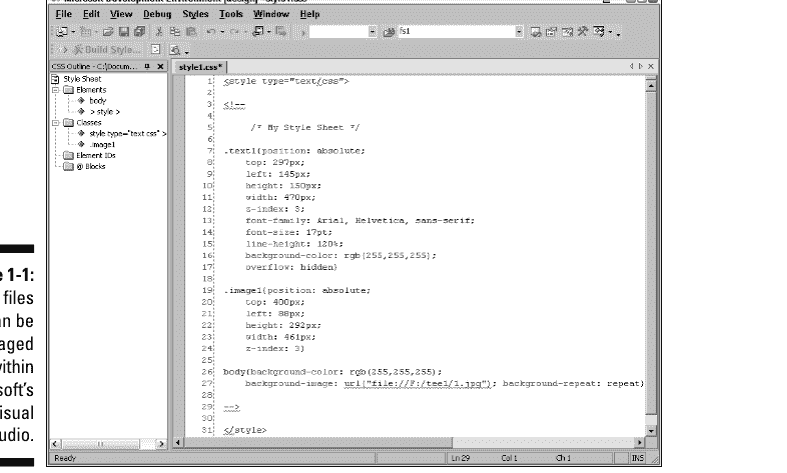 File Edit View Debug Styles Tools Window Help
fs1
Build Style...
CSS Outline - C:\Docum...
style1.css*
Style Sheet
Elements
body
> style >
Classes
style type="text css" >
.image1
Element IDs
@ Blocks
1 <style type="text/css">
2
3 <!--
4
5 /* My Style Sheet */
6
7 .text1{position: absolute;
8 top: 297px;
9 left: 145px;
10 height: 150px;
11 width: 470px;
12 z-index: 3;
13 font-family: Arial, Helvetica, sans-serif;
14 font-size: 17pt;
15 line-height: 120%;
16 background-color: rgb(255,255,255);
17 overflow: hidden}
18
19 .image1{position: absolute;
20 top: 400px;
21 left: 88px;
22 height: 292px;
23 width: 461px;
24 z-index: 3}
25
26 body{background-color: rgb(255,255,255);
27 background-image: url("file://F:/tee1/1.jpg"); background-repeat: repeat}
28
29 -->
30
31 </style>
Ready Ln 29 Col 1 Ch 1 INS
e 1-1:
files
an be
aged
vithin
soft's
isual
udio.